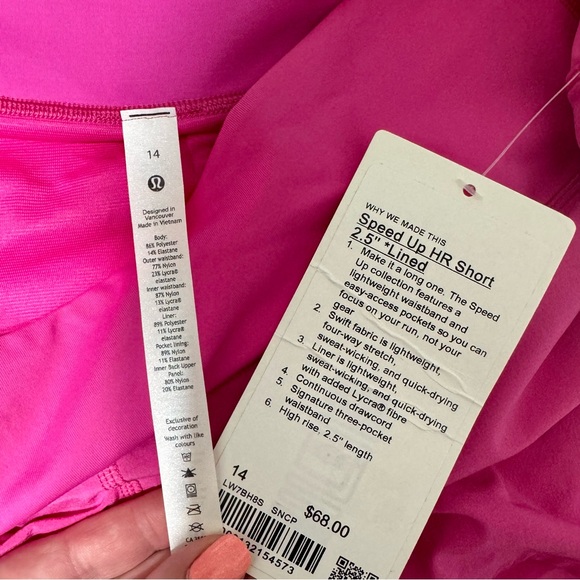 14
Designed in
Vancouver
Made in Vietnam
Body:
86% Polyester
14% Elastane
Outer waistband:
77% Nylon
23% Lycra®
elastane
Inner waistband:
87% Nylon
13% Lycra®
elastane
Liner:
89% Polyester
11% Lycra®
elastane
Pocket lining:
89% Nylon
11% Elastane
Inner Back Upper
Panel:
80% Nylon
20% Elastane
Exclusive of
decoration
Wash with like
colours
WHY WE MADE THIS
Speed Up HR Short
2.5" *Lined
1. Make it a long one. The Speed
Up collection features a
lightweight waistband and
easy-access pockets so you can
focus on your run, not your
gear
2 Swift fabric is lightweight,
four-way stretch,
sweat-wicking, and quick-drying
3. Liner is lightweight,
sweat-wicking, and quick-drying
with added Lycra® fibre
4. Continuous drawcord
5. Signature three-pocket
waistband
6. High rise, 2.5" length
14
LW7BH8S SNCP
$68.00